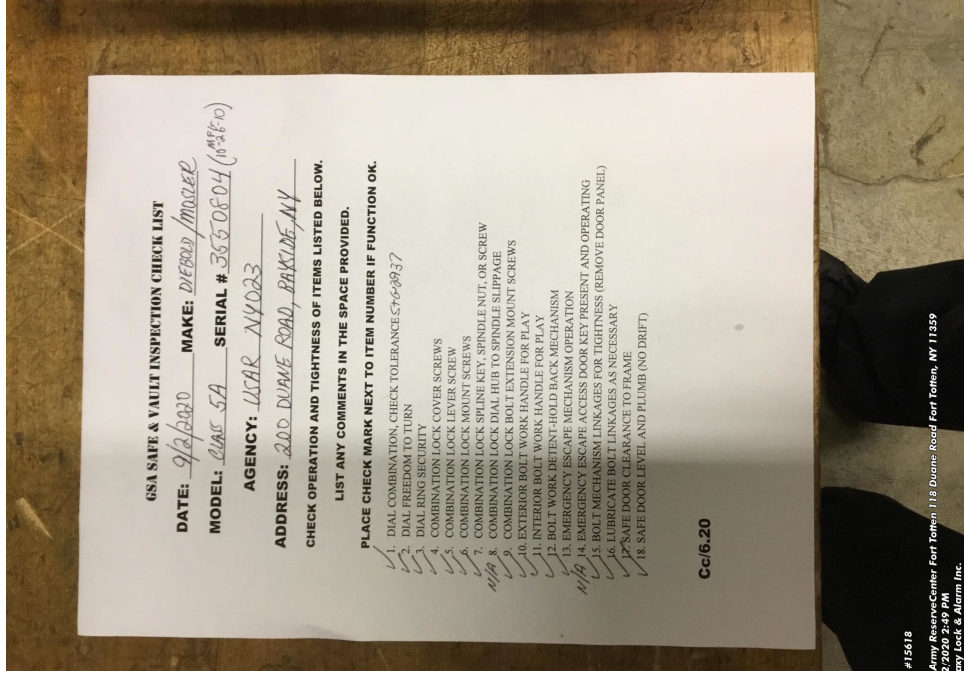 GSA SAFE & VAULT INSPECTION CHECK LIST
DATE: 9/2/2020 MAKE: DIEBOLD/MOSLER
MODEL: CLASS 5A SERIAL # 3550804 (MFR 10-26-10)
AGENCY: USAR NY023
ADDRESS: 200 DUANE ROAD, BAYSIDE, NY
CHECK OPERATION AND TIGHTNESS OF ITEMS LISTED BELOW.
LIST ANY COMMENTS IN THE SPACE PROVIDED.
PLACE CHECK MARK NEXT TO ITEM NUMBER IF FUNCTION OK.
✓ 1. DIAL COMBINATION, CHECK TOLERANCE
✓ 2. DIAL FREEDOM TO TURN
✓ 3. DIAL RING SECURITY
✓ 4. COMBINATION LOCK COVER SCREWS
✓ 5. COMBINATION LOCK LEVER SCREW
✓ 6. COMBINATION LOCK MOUNT SCREWS
✓ 7. COMBINATION LOCK SPLINE KEY, SPINDLE NUT, OR SCREW
N/A 8. COMBINATION LOCK DIAL HUB TO SPINDLE SLIPPAGE
✓ 9. COMBINATION LOCK BOLT EXTENSION MOUNT SCREWS
✓ 10. EXTERIOR BOLT WORK HANDLE FOR PLAY
✓ 11. INTERIOR BOLT WORK HANDLE FOR PLAY
✓ 12. BOLT WORK DETENT-HOLD BACK MECHANISM
✓ 13. EMERGENCY ESCAPE MECHANISM OPERATION
N/A 14. EMERGENCY ESCAPE ACCESS DOOR KEY PRESENT AND OPERATING
✓ 15. BOLT MECHANISM LINKAGES FOR TIGHTNESS (REMOVE DOOR PANEL)
✓ 16. LUBRICATE BOLT LINKAGES AS NECESSARY
✓ 17. SAFE DOOR CLEARANCE TO FRAME
✓ 18. SAFE DOOR LEVEL AND PLUMB (NO DRIFT)
Cc/6.20
#15618
Army ReserveCenter Fort Totten 118 Duane Road Fort Totten, NY 11359
2/2020 2:49 PM
axy Lock & Alarm Inc.